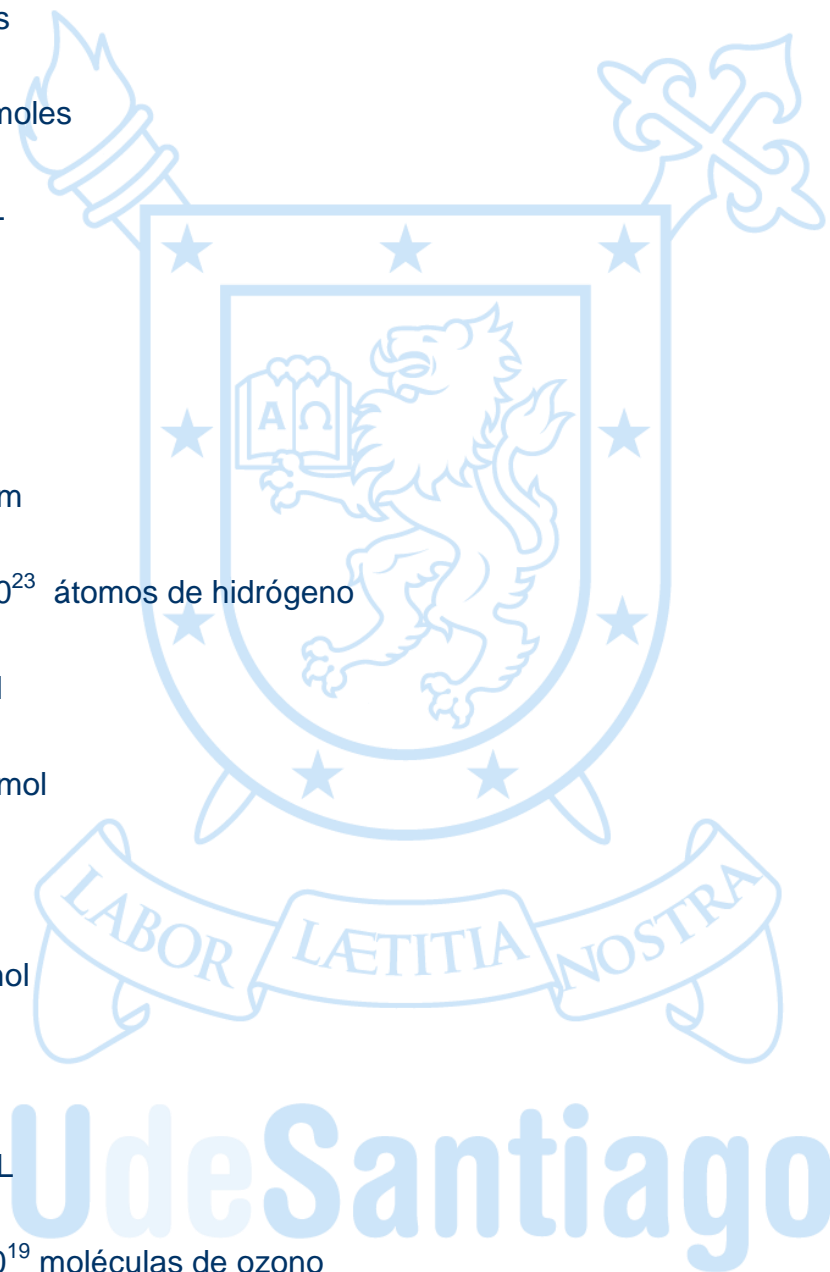 s
moles
L
m
0²³ átomos de hidrógeno
l
mol
mol
L
0¹⁹ moléculas de ozono
Α Ω
LABOR LÆTITIA NOSTRA
UdeSantiago